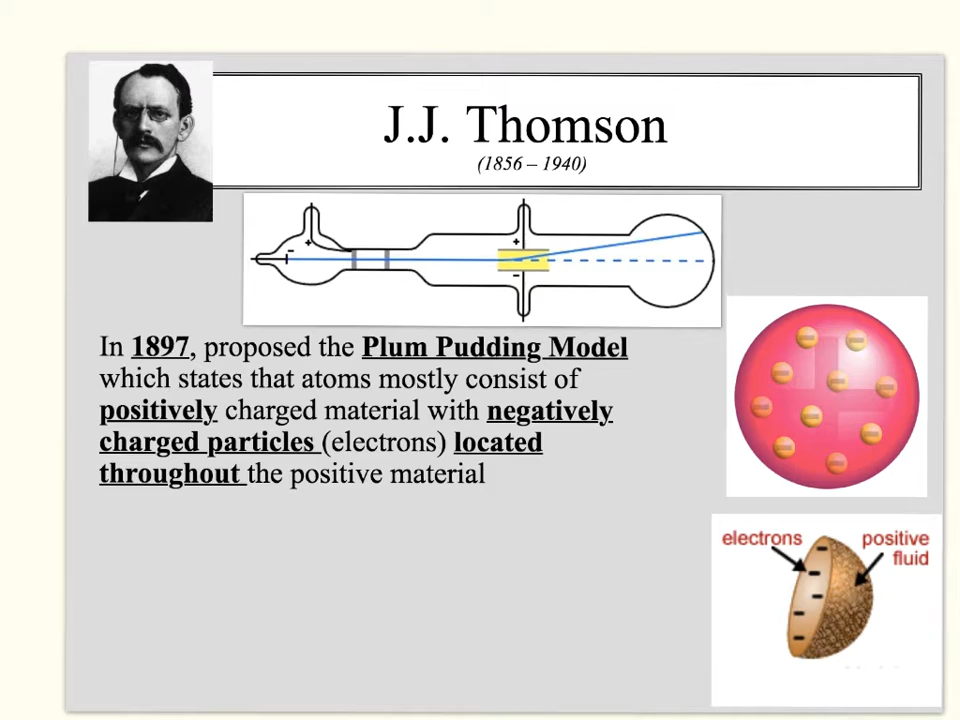 J.J. Thomson
(1856 – 1940)
+
-
+
-
In 1897, proposed the Plum Pudding Model
which states that atoms mostly consist of
positively charged material with negatively
charged particles (electrons) located
throughout the positive material
electrons
positive
fluid